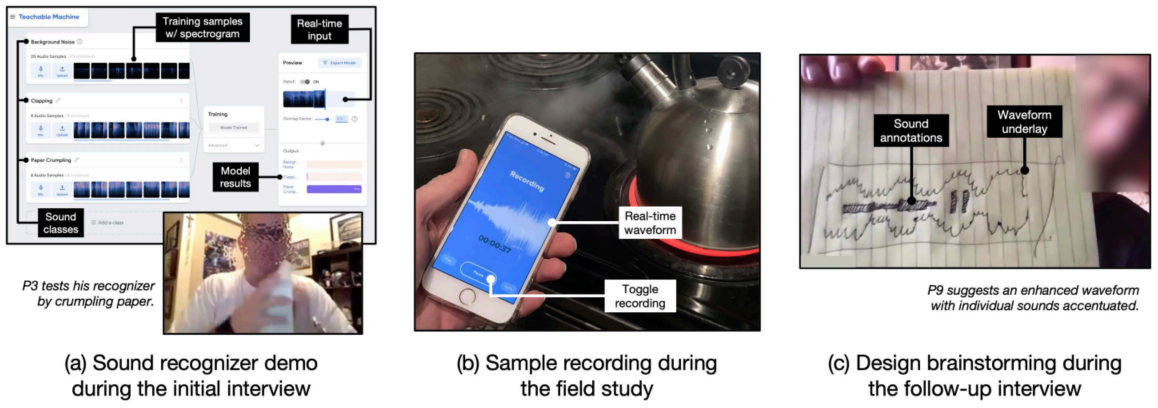 Teachable Machine
Training samples
w/ spectrogram
Real-time
input
Background Noise
20 Audio Samples
Mic
Upload
Clapping
8 Audio Samples
Mic
Upload
Paper Crumpling
8 Audio Samples
Mic
Upload
Add a class
Sound
classes
Training
Model Trained
Advanced
Preview
Export Model
Input
ON
Overlap Factor
Output
Backgr...
Noise
Clappi...
Paper
Crump...
Model
results
P3 tests his recognizer
by crumpling paper.
(a) Sound recognizer demo
during the initial interview
Recording
00:00:37
Real-time
waveform
Toggle
recording
(b) Sample recording during
the field study
Sound
annotations
Waveform
underlay
P9 suggests an enhanced waveform
with individual sounds accentuated.
(c) Design brainstorming during
the follow-up interview